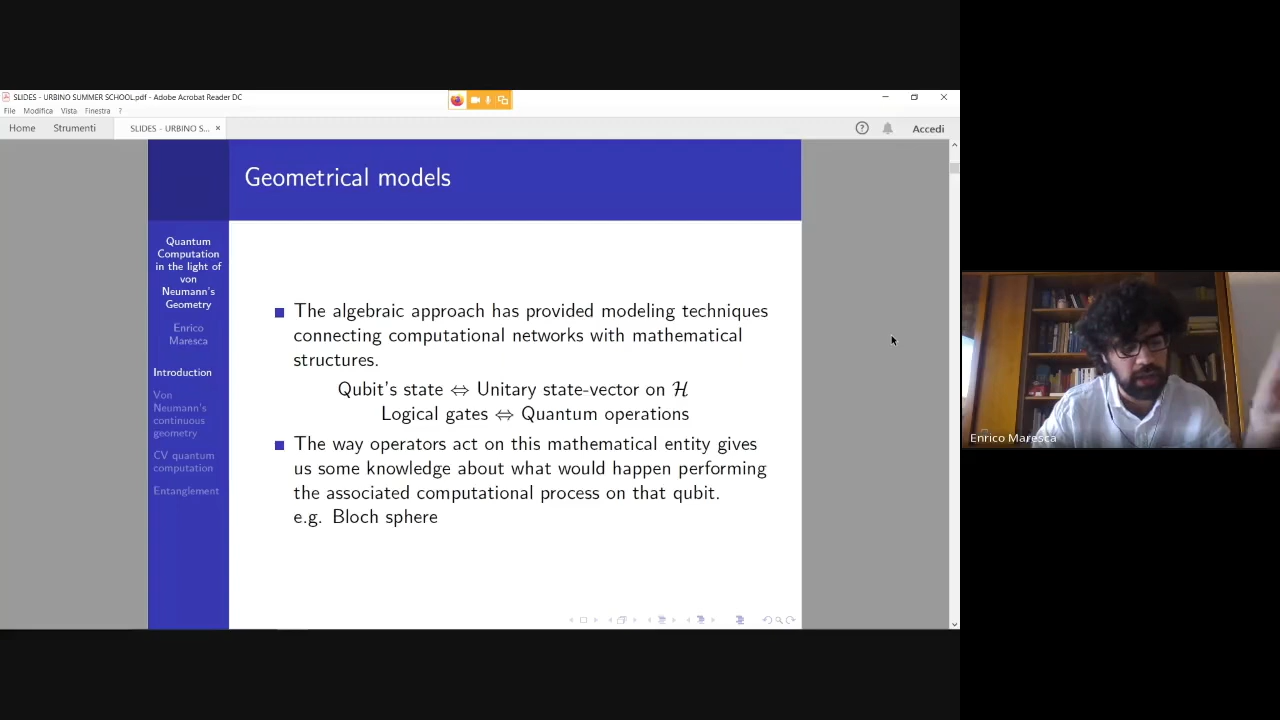 SLIDES - URBINO SUMMER SCHOOL.pdf - Adobe Acrobat Reader DC
File Modifica Vista Finestra ?
Home Strumenti SLIDES - URBINO S... × Accedi
Geometrical models
Quantum
Computation
in the light of
von
Neumann's
Geometry
Enrico
Maresca
Introduction
Von
Neumann's
continuous
geometry
CV quantum
computation
Entanglement
The algebraic approach has provided modeling techniques
connecting computational networks with mathematical
structures.
Qubit's state ⇔ Unitary state-vector on ℋ
Logical gates ⇔ Quantum operations
The way operators act on this mathematical entity gives
us some knowledge about what would happen performing
the associated computational process on that qubit.
e.g. Bloch sphere
Enrico Maresca